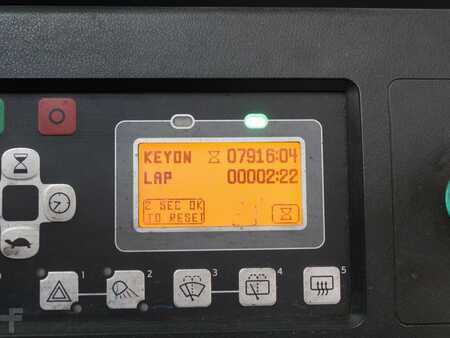 KEYON 07916:04
LAP 00002:22
2 SEC OK
TO RESET
1 2 3 4 5
F